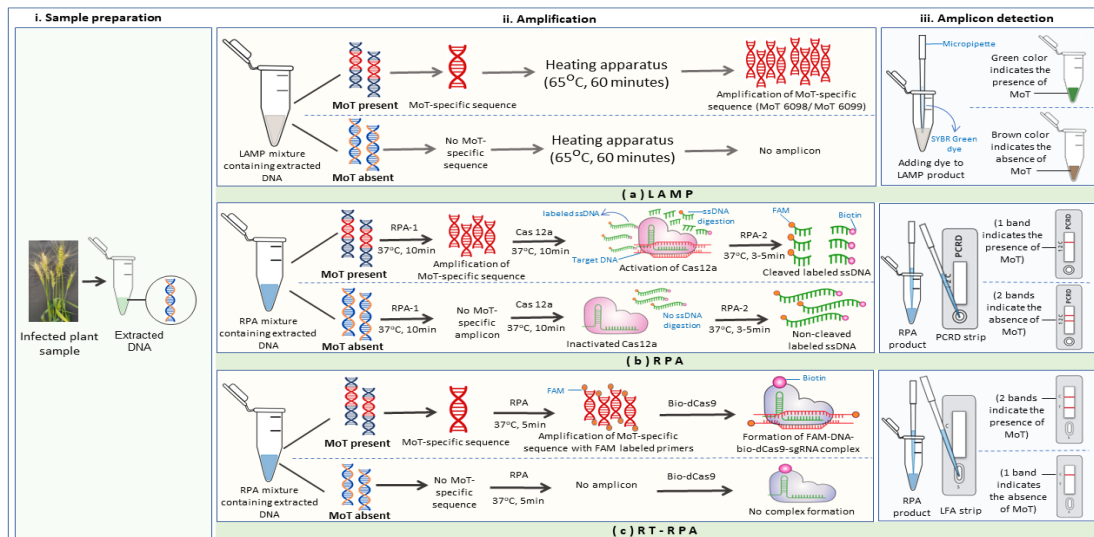 i. Sample preparation
ii. Amplification
iii. Amplicon detection
Infected plant
sample
Extracted
DNA
LAMP mixture
containing extracted
DNA
MoT present
MoT-specific sequence
Heating apparatus
(65°C, 60 minutes)
Amplification of MoT-specific
sequence (MoT 6098/ MoT 6099)
MoT absent
No MoT-
specific
sequence
Heating apparatus
(65°C, 60 minutes)
No amplicon
Micropipette
SYBR Green
dye
Adding dye to
LAMP product
Green color
indicates the
presence of
MoT
Brown color
indicates the
absence of
MoT
( a ) L A M P
RPA mixture
containing extracted
DNA
MoT present
RPA-1
37°C, 10min
Amplification of
MoT-specific sequence
Cas 12a
37°C, 10min
labeled ssDNA
ssDNA
digestion
Target DNA
Activation of Cas12a
RPA-2
37°C, 3-5min
FAM
Biotin
Cleaved labeled ssDNA
MoT absent
RPA-1
37°C, 10min
No MoT-
specific
amplicon
Cas 12a
37°C, 10min
No ssDNA
digestion
Inactivated Cas12a
RPA-2
37°C, 3-5min
Non-cleaved
labeled ssDNA
RPA
product
PCRD
PCRD strip
(1 band
indicates the
presence of
MoT)
PCRD
(2 bands
indicates the
absence of
MoT)
PCRD
( b ) R P A
RPA mixture
containing extracted
DNA
MoT present
MoT-specific sequence
RPA
37°C, 5min
FAM
Amplification of MoT-specific
sequence with FAM labeled primers
Bio-dCas9
Biotin
Formation of FAM-DNA-
bio-dCas9-sgRNA complex
MoT absent
No MoT-
specific
sequence
RPA
37°C, 5min
No amplicon
Bio-dCas9
No complex formation
RPA
product
LFA strip
(2 bands
indicate the
presence of
MoT)
(1 band
indicates
the absence
of MoT)
( c ) R T - R P A